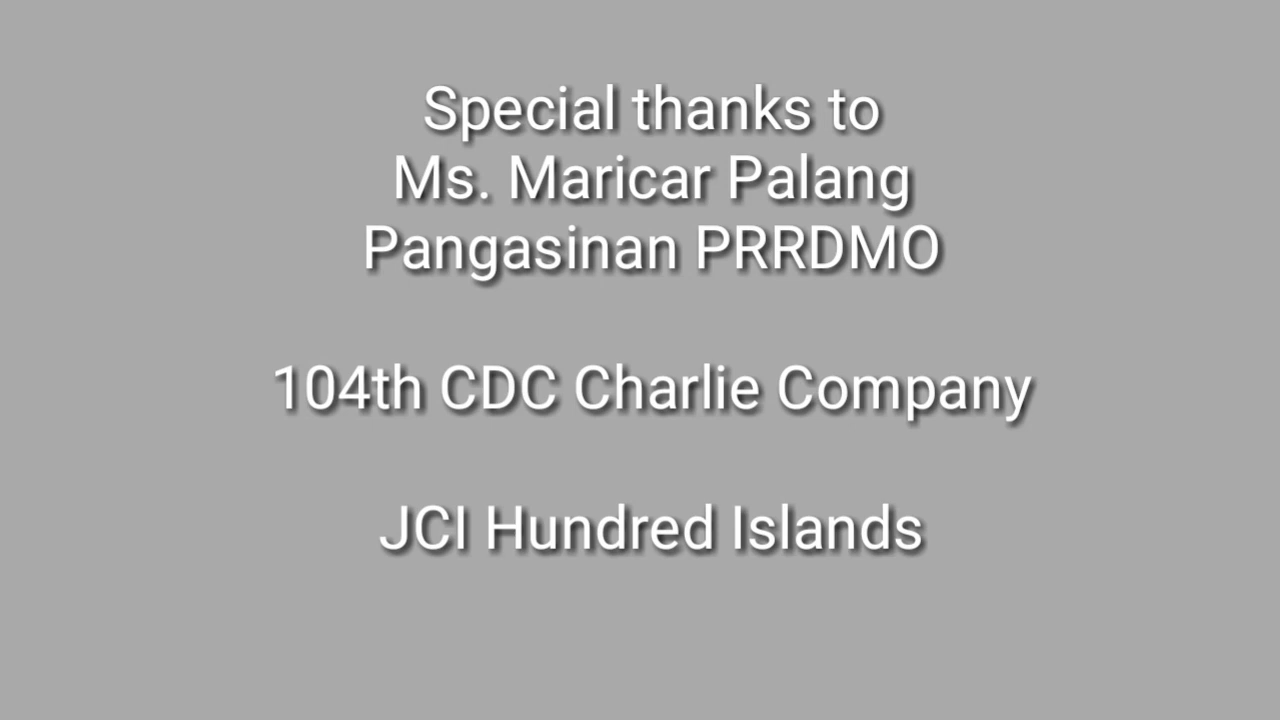 Special thanks to
Ms. Maricar Palang
Pangasinan PRRDMO
104th CDC Charlie Company
JCI Hundred Islands